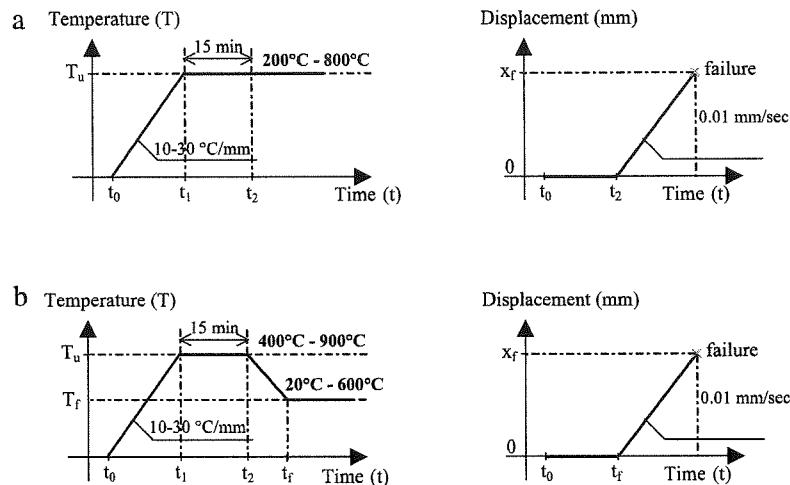 a
Temperature (T)
15 min
200°C - 800°C
T_u
10-30 °C/mm
t_0
t_1
t_2
Time (t)
Displacement (mm)
x_f
failure
0.01 mm/sec
0
t_0
t_2
Time (t)
b
Temperature (T)
15 min
400°C - 900°C
T_u
20°C - 600°C
T_f
10-30 °C/mm
t_0
t_1
t_2
t_f
Time (t)
Displacement (mm)
x_f
failure
0.01 mm/sec
0
t_0
t_f
Time (t)